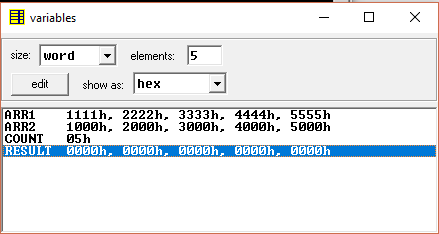 variables
size: word elements: 5
edit show as: hex
ARR1 1111h, 2222h, 3333h, 4444h, 5555h
ARR2 1000h, 2000h, 3000h, 4000h, 5000h
COUNT 05h
RESULT 0000h, 0000h, 0000h, 0000h, 0000h